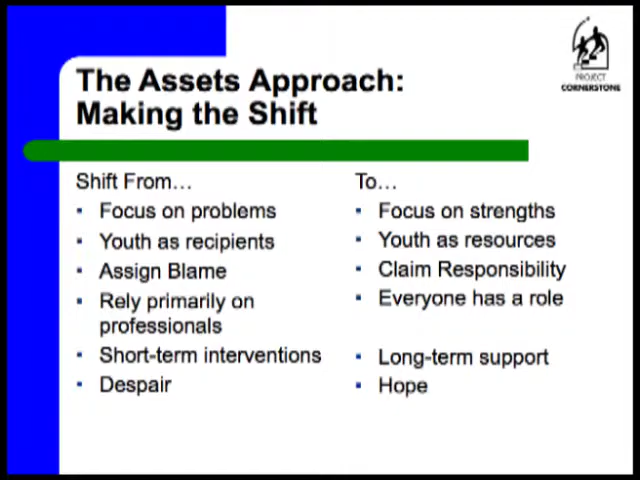 The Assets Approach:
Making the Shift
PROJECT
CORNERSTONE
Shift From...
▪ Focus on problems
▪ Youth as recipients
▪ Assign Blame
▪ Rely primarily on
professionals
▪ Short-term interventions
▪ Despair
To...
▪ Focus on strengths
▪ Youth as resources
▪ Claim Responsibility
▪ Everyone has a role
▪ Long-term support
▪ Hope